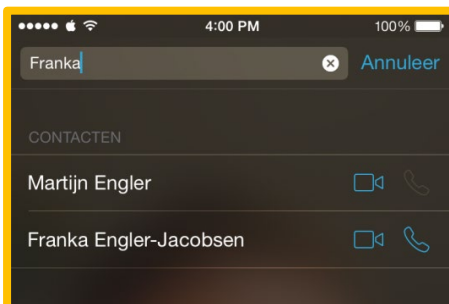 4:00 PM 100%
Franka Annuleer
CONTACTEN
Martijn Engler
Franka Engler-Jacobsen